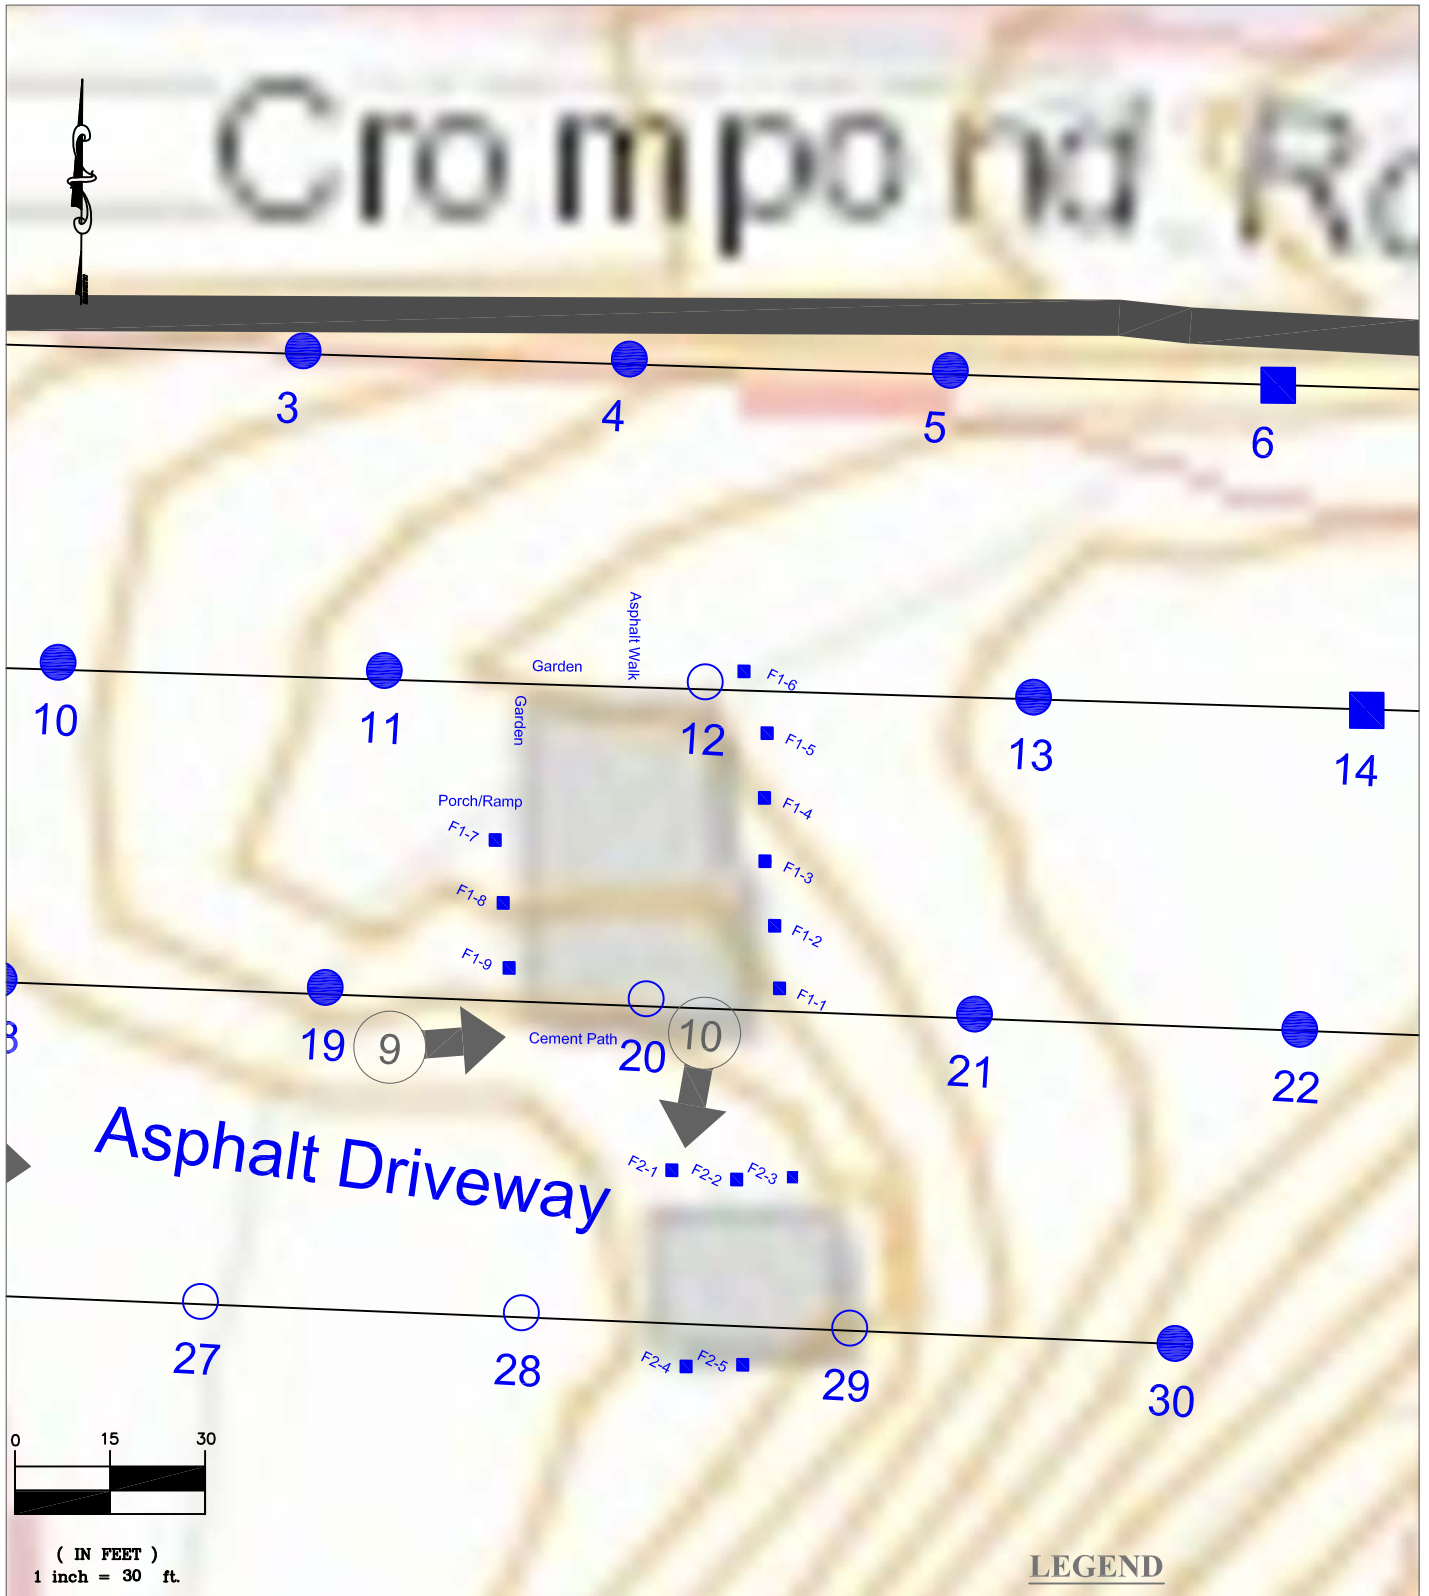 Crompond Ro
3
4
5
6
Asphalt Walk
Garden
F1-6
10
11
Garden
12
F1-5
13
14
Porch/Ramp
F1-4
F1-7
F1-3
F1-8
F1-2
F1-9
F1-1
19
9
Cement Path
20
10
21
22
Asphalt Driveway
F2-1
F2-2
F2-3
27
28
F2-4
F2-5
29
30
0 15 30
( IN FEET )
1 inch = 30 ft.
LEGEND